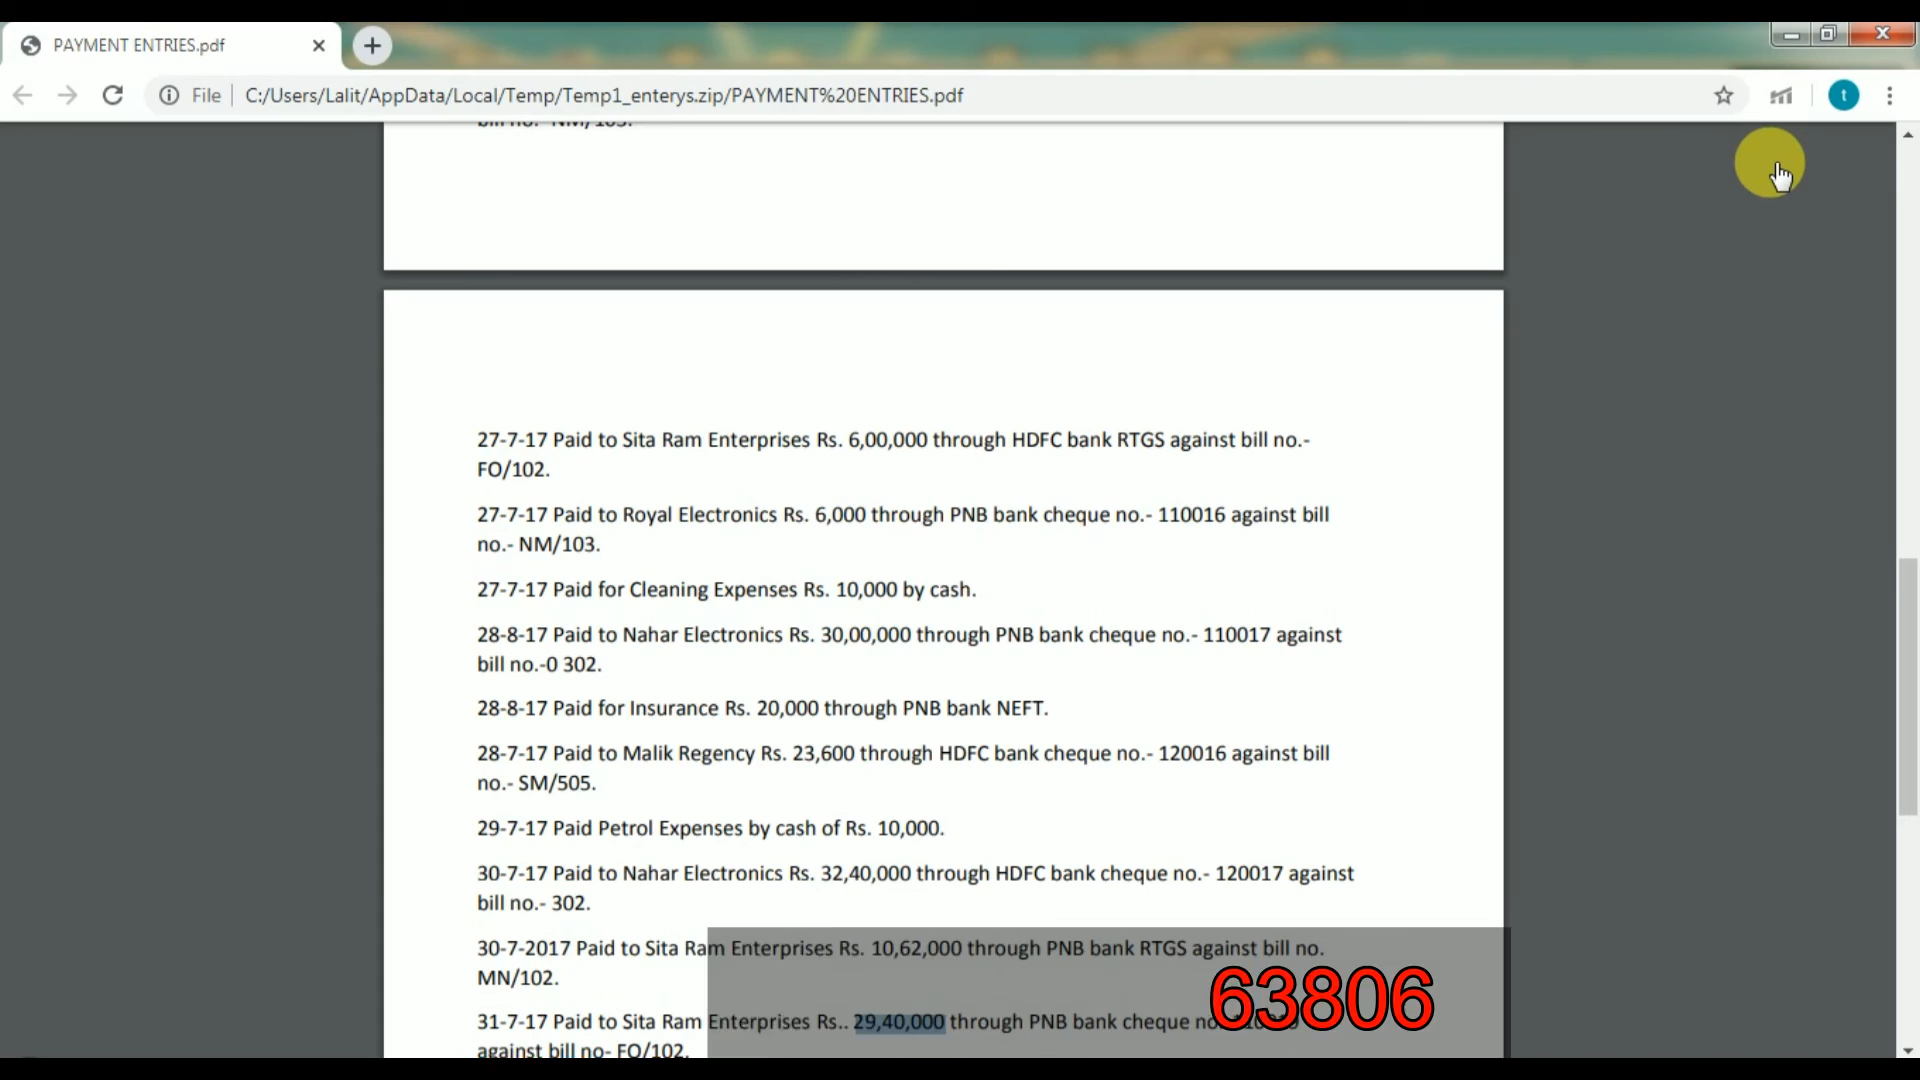 PAYMENT ENTRIES.pdf
File C:/Users/Lalit/AppData/Local/Temp/Temp1_enterys.zip/PAYMENT%20ENTRIES.pdf
t
bill no.- NM/103.
27-7-17 Paid to Sita Ram Enterprises Rs. 6,00,000 through HDFC bank RTGS against bill no.-
FO/102.
27-7-17 Paid to Royal Electronics Rs. 6,000 through PNB bank cheque no.- 110016 against bill
no.- NM/103.
27-7-17 Paid for Cleaning Expenses Rs. 10,000 by cash.
28-8-17 Paid to Nahar Electronics Rs. 30,00,000 through PNB bank cheque no.- 110017 against
bill no.-0 302.
28-8-17 Paid for Insurance Rs. 20,000 through PNB bank NEFT.
28-7-17 Paid to Malik Regency Rs. 23,600 through HDFC bank cheque no.- 120016 against bill
no.- SM/505.
29-7-17 Paid Petrol Expenses by cash of Rs. 10,000.
30-7-17 Paid to Nahar Electronics Rs. 32,40,000 through HDFC bank cheque no.- 120017 against
bill no.- 302.
30-7-2017 Paid to Sita Ram Enterprises Rs. 10,62,000 through PNB bank RTGS against bill no.
MN/102.
31-7-17 Paid to Sita Ram Enterprises Rs.. 29,40,000 through PNB bank cheque no
against bill no- FO/102.
63806